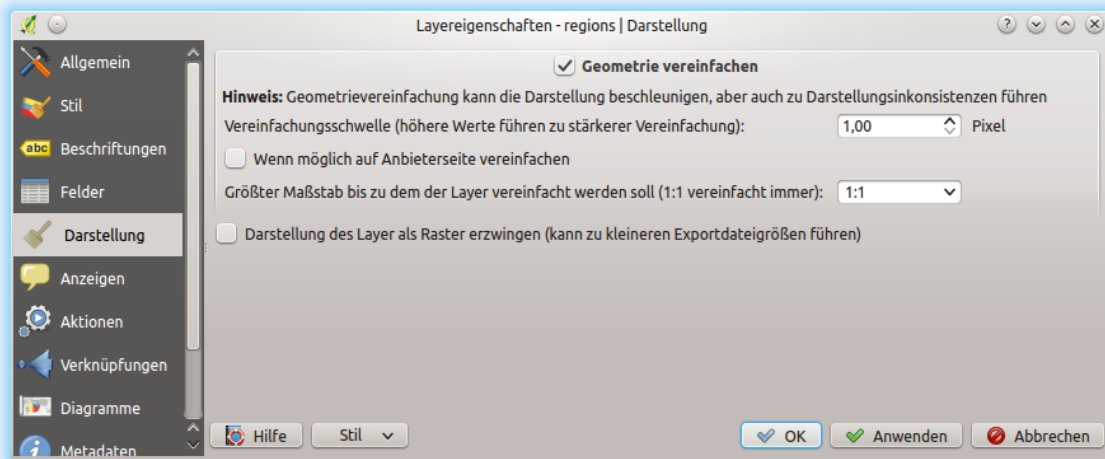 Layereigenschaften - regions | Darstellung
Allgemein
Stil
abc Beschriftungen
Felder
Darstellung
Anzeigen
Aktionen
Verknüpfungen
Diagramme
Metadaten
Geometrie vereinfachen
Hinweis: Geometrievereinfachung kann die Darstellung beschleunigen, aber auch zu Darstellungsinkonsistenzen führen
Vereinfachungsschwelle (höhere Werte führen zu stärkerer Vereinfachung): 1,00 Pixel
Wenn möglich auf Anbieterseite vereinfachen
Größter Maßstab bis zu dem der Layer vereinfacht werden soll (1:1 vereinfacht immer): 1:1
Darstellung des Layer als Raster erzwingen (kann zu kleineren Exportdateigrößen führen)
Hilfe Stil OK Anwenden Abbrechen